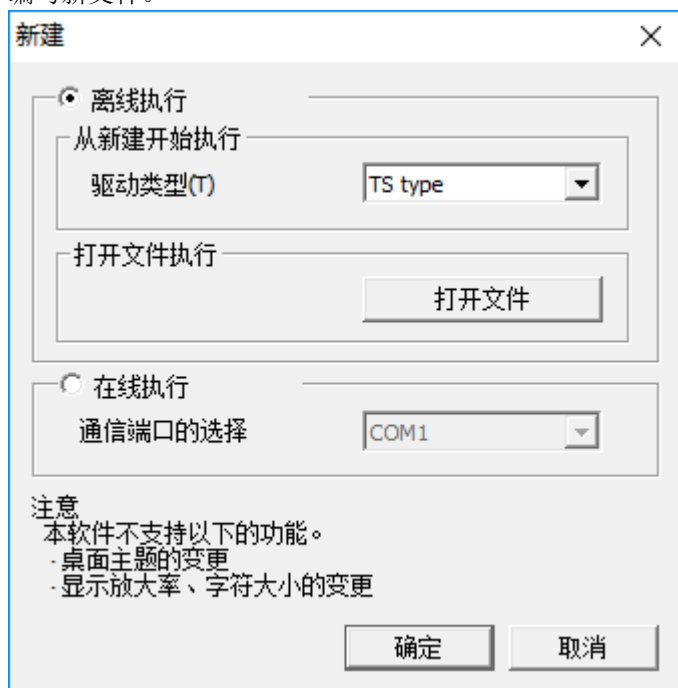 新建
离线执行
从新建开始执行
驱动类型(T) TS type
打开文件执行
打开文件
在线执行
通信端口的选择 COM1
注意
本软件不支持以下的功能。
·桌面主题的变更
·显示放大率、字符大小的变更
确定 取消